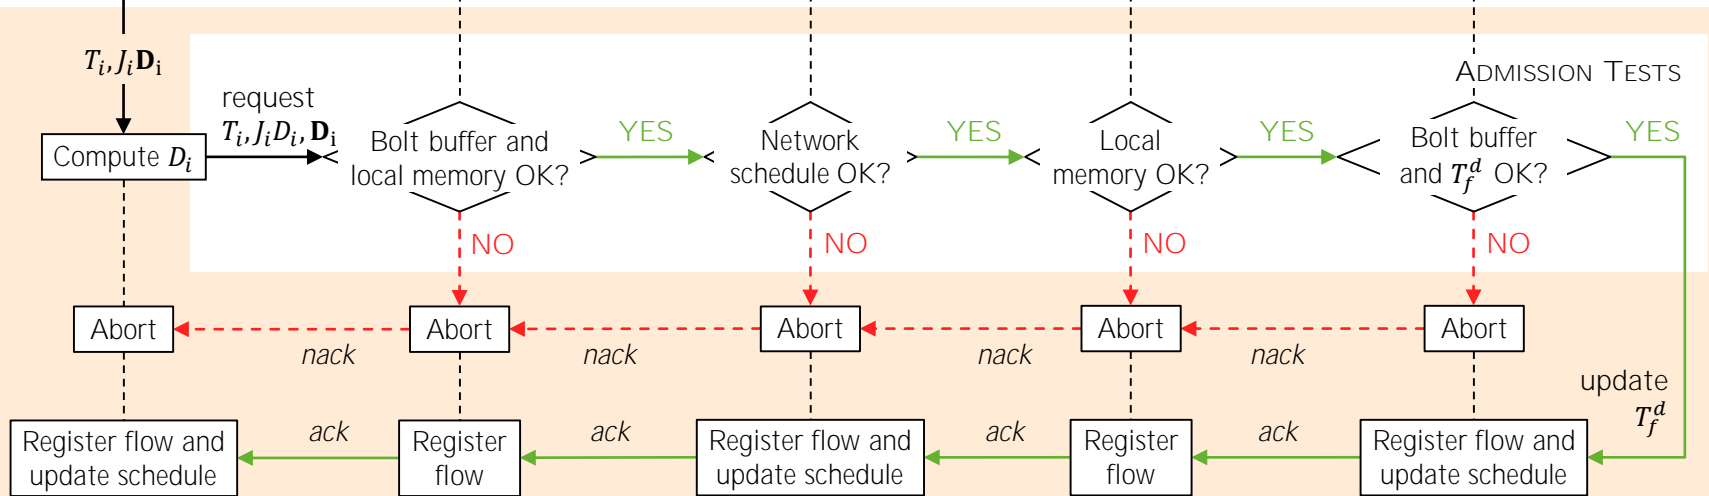 T_i, J_i 𝐃_𝐢
ADMISSION TESTS
request
T_i, J_i D_i, 𝐃_𝐢
Compute D_i
Bolt buffer and
local memory OK?
YES
Network
schedule OK?
YES
Local
memory OK?
YES
Bolt buffer
and T_f^d OK?
YES
NO
NO
NO
NO
Abort
nack
Abort
nack
Abort
nack
Abort
nack
Abort
update
T_f^d
Register flow and
update schedule
ack
Register
flow
ack
Register flow and
update schedule
ack
Register
flow
ack
Register flow and
update schedule